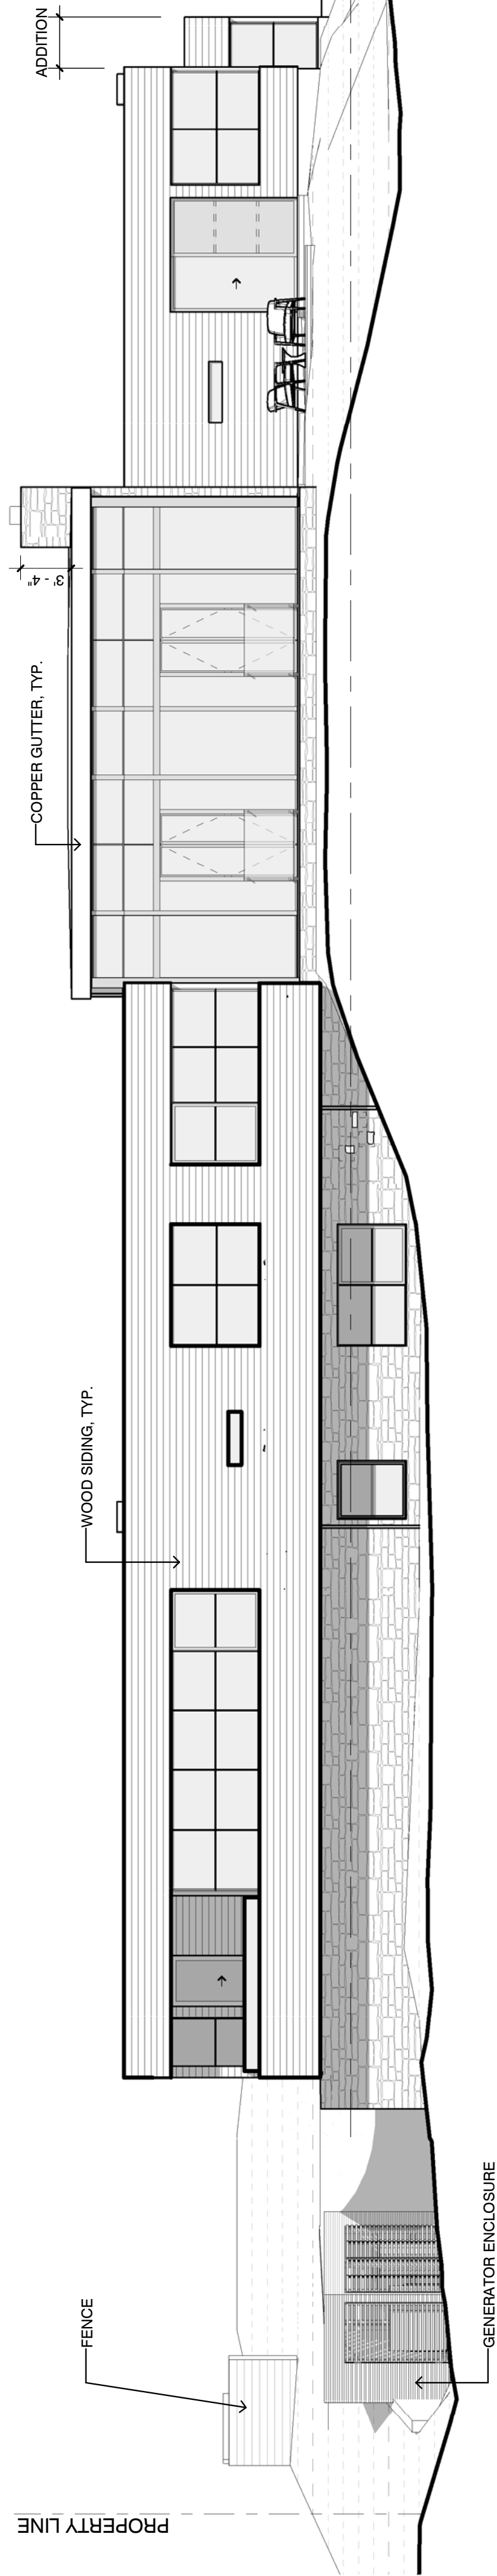 PROPERTY LINE
FENCE
GENERATOR ENCLOSURE
WOOD SIDING, TYP.
COPPER GUTTER, TYP.
3' - 4"
ADDITION